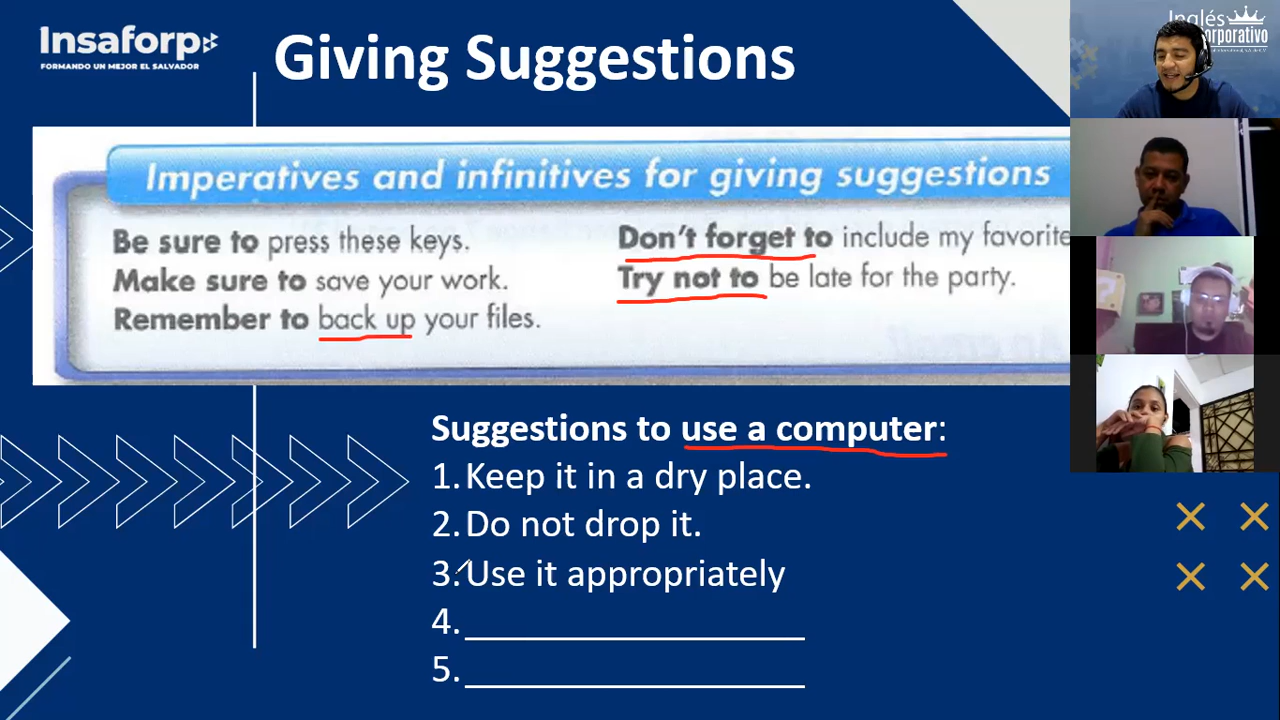 Insaforp
FORMANDO UN MEJOR EL SALVADOR
Giving Suggestions
Inglés
Corporativo
Imperatives and infinitives for giving suggestions
Be sure to press these keys.
Make sure to save your work.
Remember to back up your files.
Don't forget to include my favorite
Try not to be late for the party.
Suggestions to use a computer:
1. Keep it in a dry place.
2. Do not drop it.
3. Use it appropriately
4.
5.